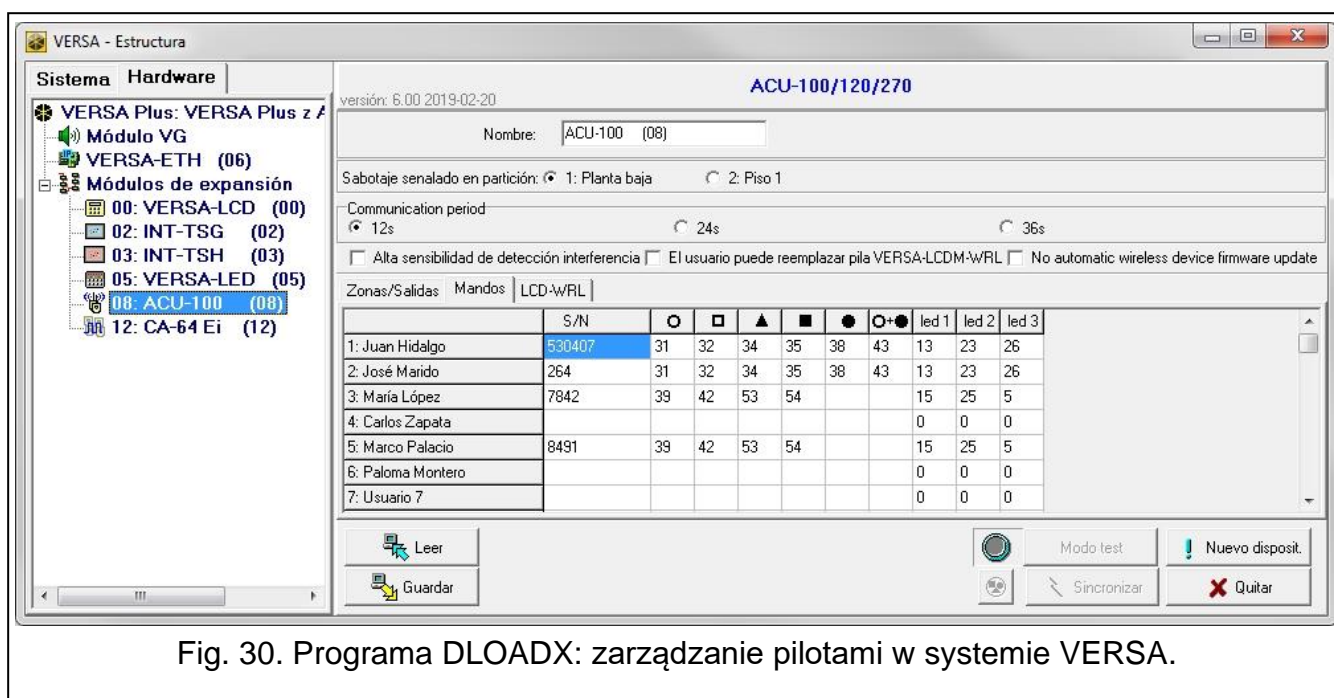 VERSA - Estructura
Sistema Hardware
VERSA Plus: VERSA Plus z A
Módulo VG
VERSA-ETH (06)
Módulos de expansión
00: VERSA-LCD (00)
02: INT-TSG (02)
03: INT-TSH (03)
05: VERSA-LED (05)
08: ACU-100 (08)
12: CA-64 Ei (12)
versión: 6.00 2019-02-20
ACU-100/120/270
Nombre: ACU-100 (08)
Sabotaje senalado en partición: 1: Planta baja 2: Piso 1
Communication period
12s 24s 36s
Alta sensibilidad de detección interferencia El usuario puede reemplazar pila VERSA-LCDM-WRL No automatic wireless device firmware update
Zonas/Salidas Mandos LCD-WRL
S/N O+● led 1 led 2 led 3
1: Juan Hidalgo 530407 31 32 34 35 38 43 13 23 26
2: José Marido 264 31 32 34 35 38 43 13 23 26
3: María López 7842 39 42 53 54 15 25 5
4: Carlos Zapata 0 0 0
5: Marco Palacio 8491 39 42 53 54 15 25 5
6: Paloma Montero 0 0 0
7: Usuario 7 0 0 0
Leer Modo test Nuevo disposit.
Guardar Sincronizar Quitar
Fig. 30. Programa DLOADX: zarządzanie pilotami w systemie VERSA.